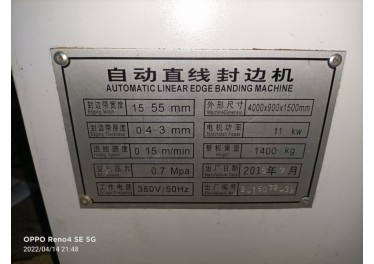 自动直线封边机
AUTOMATIC LINEAR EDGE BANDING MACHINE
封边带宽度 15-55 mm 外形尺寸 4000x900x1500mm
封边带厚度 0.4-3 mm 电机功率 11 kw
送给速度 0-15 m/min 整机重量 1400 kg
压力 0.7 Mpa 出厂日期 201 年 月
工作电源 380V/50Hz 出厂编号
OPPO Reno4 SE 5G
2022/04/14 21:48